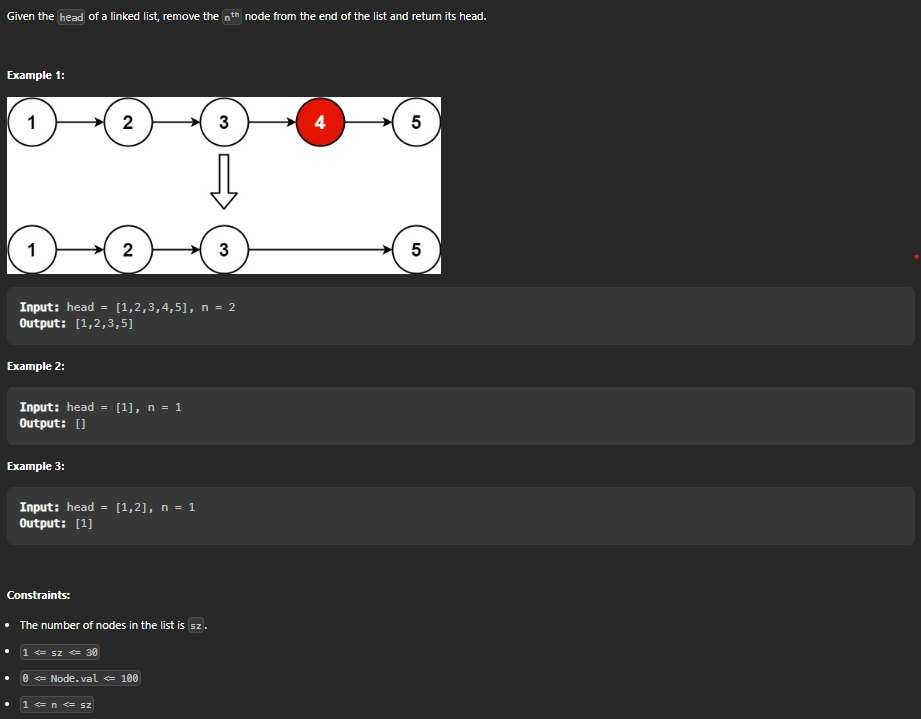 Given the head of a linked list, remove the nth node from the end of the list and return its head.
Example 1:
1 2 3 4 5
1 2 3 5
Input: head = [1,2,3,4,5], n = 2
Output: [1,2,3,5]
Example 2:
Input: head = [1], n = 1
Output: []
Example 3:
Input: head = [1,2], n = 1
Output: [1]
Constraints:
• The number of nodes in the list is sz.
• 1 <= sz <= 30
• 0 <= Node.val <= 100
• 1 <= n <= sz